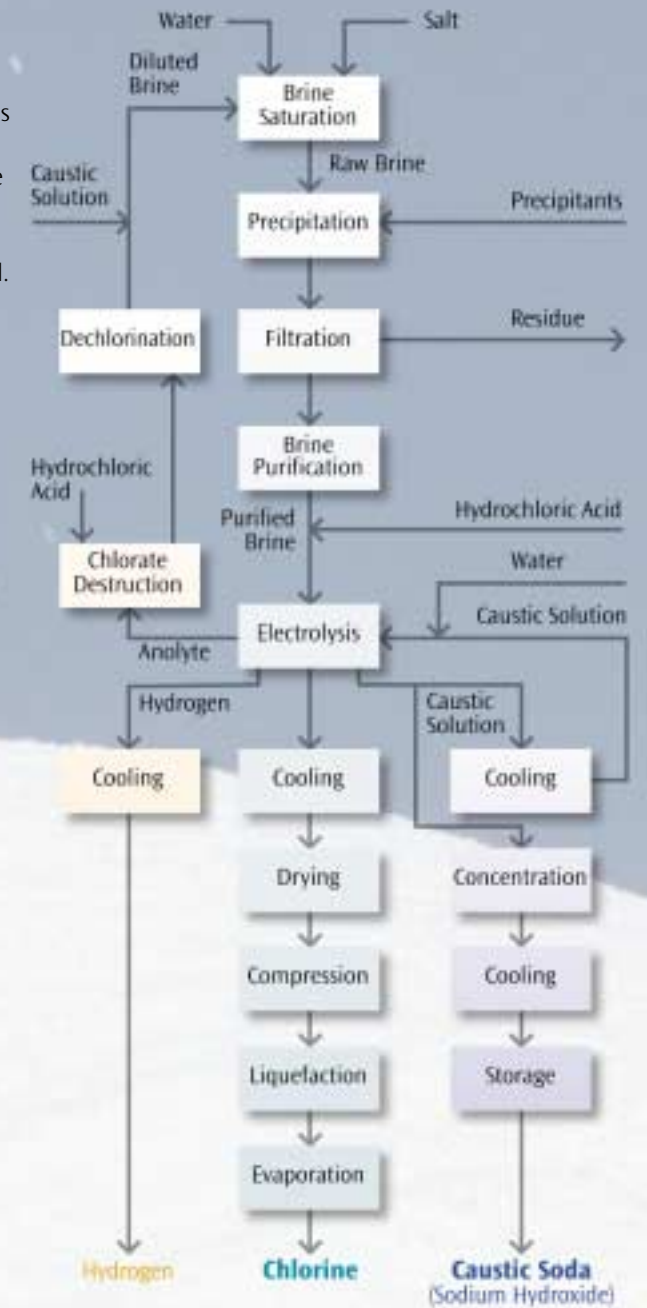 Water
Salt
Diluted
Brine
Brine
Saturation
s
Raw Brine
e
Caustic
Solution
Precipitants
Precipitation
l.
Residue
Dechlorination
Filtration
Brine
Purification
Hydrochloric
Acid
Purified
Brine
Hydrochloric Acid
Chlorate
Destruction
Water
Caustic Solution
Electrolysis
Anolyte
Hydrogen
Caustic
Solution
Cooling
Cooling
Cooling
Drying
Concentration
Compression
Cooling
Liquefaction
Storage
Evaporation
Hydrogen
Chlorine
Caustic Soda
(Sodium Hydroxide)